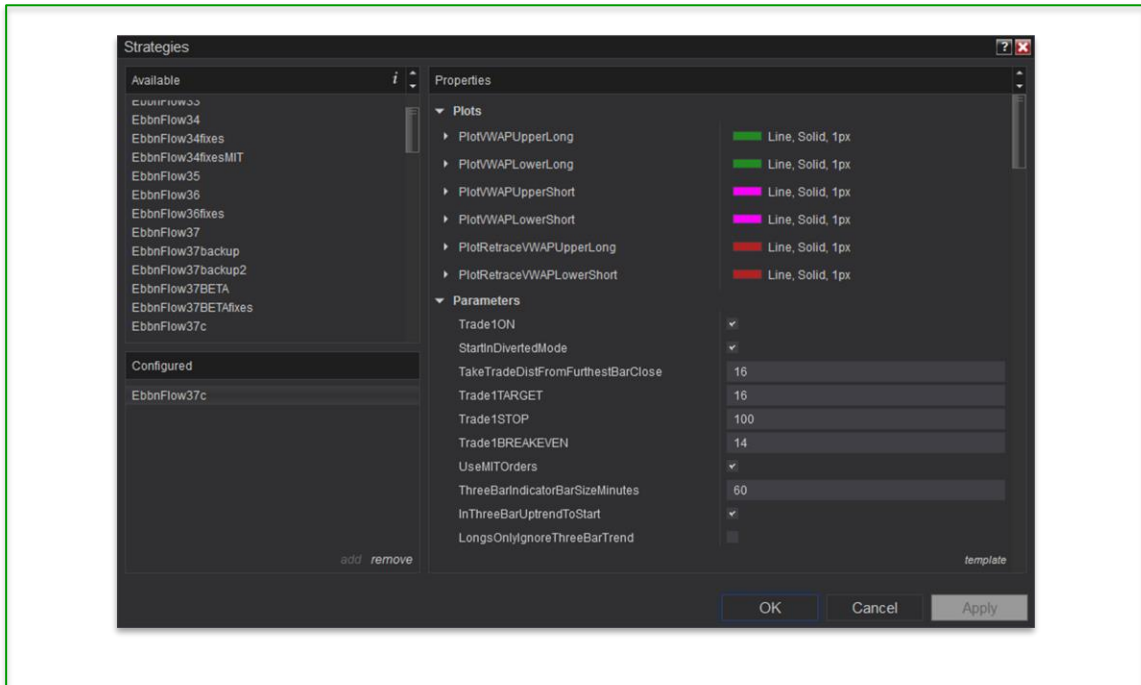 Strategies
Available
i
EbbnFlow33
EbbnFlow34
EbbnFlow34fixes
EbbnFlow34fixesMIT
EbbnFlow35
EbbnFlow36
EbbnFlow36fixes
EbbnFlow37
EbbnFlow37backup
EbbnFlow37backup2
EbbnFlow37BETA
EbbnFlow37BETAfixes
EbbnFlow37c
Configured
EbbnFlow37c
add remove
Properties
Plots
PlotVWAPUpperLong Line, Solid, 1px
PlotVWAPLowerLong Line, Solid, 1px
PlotVWAPUpperShort Line, Solid, 1px
PlotVWAPLowerShort Line, Solid, 1px
PlotRetraceVWAPUpperLong Line, Solid, 1px
PlotRetraceVWAPLowerShort Line, Solid, 1px
Parameters
Trade1ON
StartInDivertedMode
TakeTradeDistFromFurthestBarClose 16
Trade1TARGET 16
Trade1STOP 100
Trade1BREAKEVEN 14
UseMITOrders
ThreeBarIndicatorBarSizeMinutes 60
InThreeBarUptrendToStart
LongsOnlyIgnoreThreeBarTrend
template
OK Cancel Apply